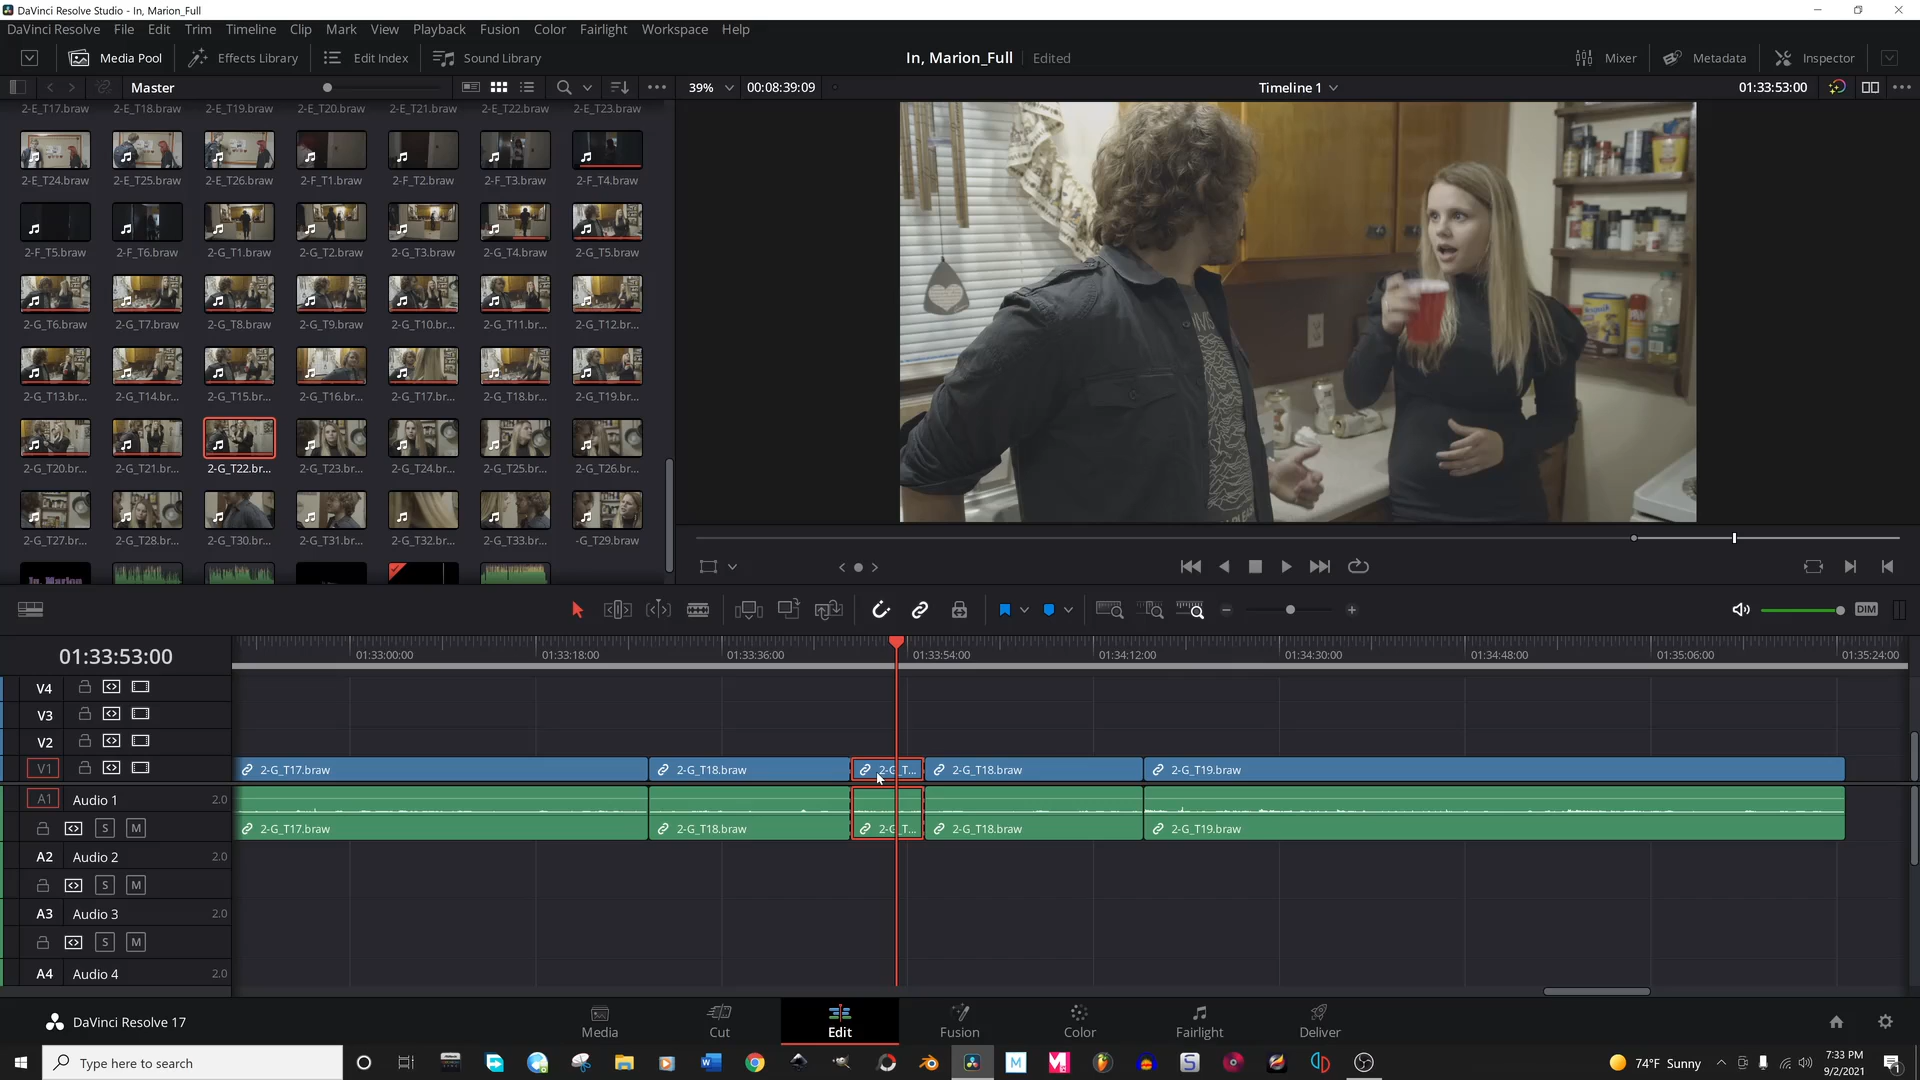 DaVinci Resolve Studio - In, Marion_Full
DaVinci Resolve File Edit Trim Timeline Clip Mark View Playback Fusion Color Fairlight Workspace Help
Media Pool Effects Library Edit Index Sound Library In, Marion_Full Edited Mixer Metadata Inspector
Master 39% 00:08:39:09 Timeline 1 01:33:53:00
2-E_T17.braw 2-E_T18.braw 2-E_T19.braw 2-E_T20.braw 2-E_T21.braw 2-E_T22.braw 2-E_T23.braw
2-E_T24.braw 2-E_T25.braw 2-E_T26.braw 2-F_T1.braw 2-F_T2.braw 2-F_T3.braw 2-F_T4.braw
2-F_T5.braw 2-F_T6.braw 2-G_T1.braw 2-G_T2.braw 2-G_T3.braw 2-G_T4.braw 2-G_T5.braw
2-G_T6.braw 2-G_T7.braw 2-G_T8.braw 2-G_T9.braw 2-G_T10.br... 2-G_T11.br... 2-G_T12.br...
2-G_T13.br... 2-G_T14.br... 2-G_T15.br... 2-G_T16.br... 2-G_T17.br... 2-G_T18.br... 2-G_T19.br...
2-G_T20.br... 2-G_T21.br... 2-G_T22.br... 2-G_T23.br... 2-G_T24.br... 2-G_T25.br... 2-G_T26.br...
2-G_T27.br... 2-G_T28.br... 2-G_T30.br... 2-G_T31.br... 2-G_T32.br... 2-G_T33.br... -G_T29.braw
In, Marion
DIM
01:33:53:00 01:33:00:00 01:33:18:00 01:33:36:00 01:33:54:00 01:34:12:00 01:34:30:00 01:34:48:00 01:35:06:00 01:35:24:00
V4
V3
V2
V1 2-G_T17.braw 2-G_T18.braw 2-G_T... 2-G_T18.braw 2-G_T19.braw
A1 Audio 1 2.0
S M 2-G_T17.braw 2-G_T18.braw 2-G_T... 2-G_T18.braw 2-G_T19.braw
A2 Audio 2 2.0
S M
A3 Audio 3 2.0
S M
A4 Audio 4 2.0
DaVinci Resolve 17 Media Cut Edit Fusion Color Fairlight Deliver
Type here to search 74°F Sunny 7:33 PM
9/2/2021